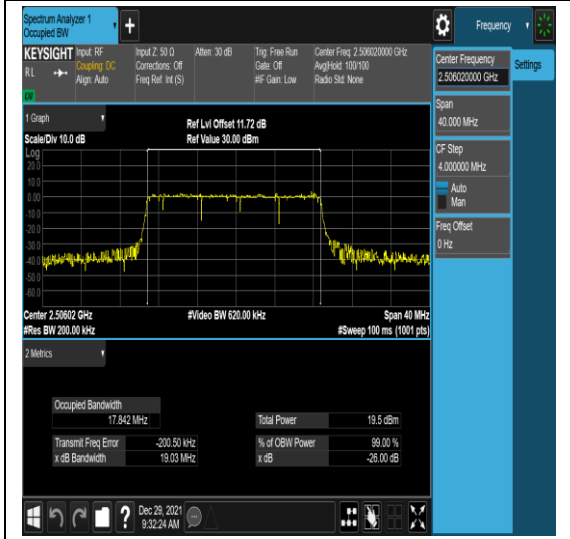 Spectrum Analyzer 1
Occupied BW
Frequency
KEYSIGHT
RL
Input: RF
Coupling: DC
Align: Auto
Input Z: 50 Ω
Corrections: Off
Freq Ref: Int (S)
Atten: 30 dB
Trig: Free Run
Gate: Off
#IF Gain: Low
Center Freq: 2.506020000 GHz
Avg|Hold: 100/100
Radio Std: None
1 Graph
Scale/Div 10.0 dB
Ref Lvl Offset 11.72 dB
Ref Value 30.00 dBm
Log
20.0
10.0
0.00
-10.0
-20.0
-30.0
-40.0
-50.0
-60.0
Center 2.50602 GHz
#Res BW 200.00 kHz
#Video BW 620.00 kHz
Span 40 MHz
#Sweep 100 ms (1001 pts)
2 Metrics
Occupied Bandwidth
17.842 MHz
Transmit Freq Error -200.50 kHz
x dB Bandwidth 19.03 MHz
Total Power 19.5 dBm
% of OBW Power 99.00 %
x dB -26.00 dB
Center Frequency
2.506020000 GHz
Settings
Span
40.000 MHz
CF Step
4.000000 MHz
Auto
Man
Freq Offset
0 Hz
Dec 29, 2021
9:32:24 AM